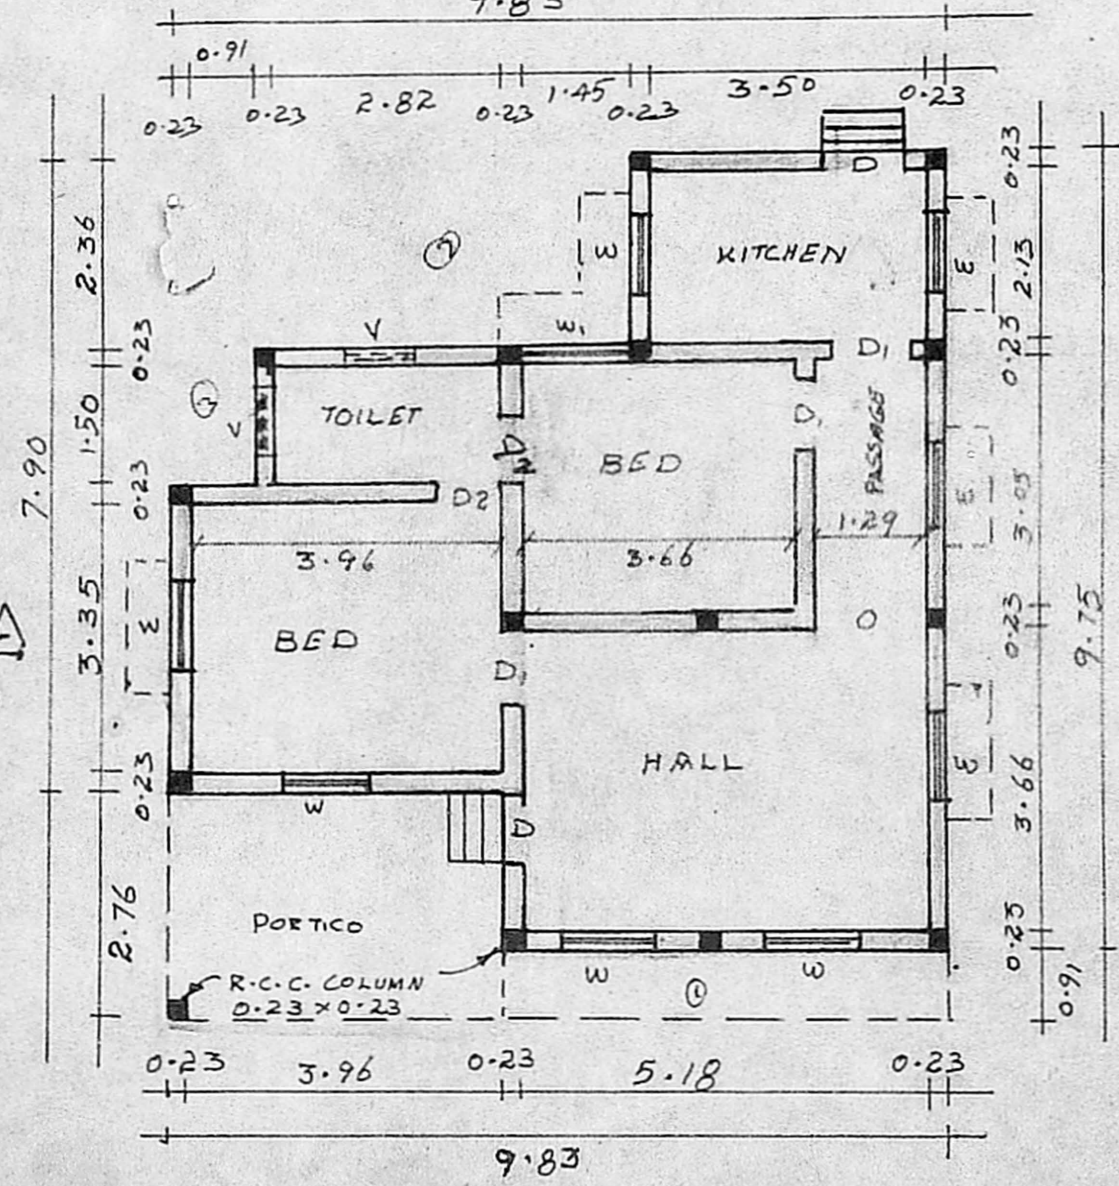 9.83
0.91
0.23 0.23 2.82 0.23 1.45 0.23 3.50 0.23
D
0.23
2.36
2
W
KITCHEN
W
2.13
W1
0.23
V
D1
0.23
1.50
2
V
TOILET
D2
BED
D1
PASSAGE
W
3.05
7.90
0.23
D2
3.96
3.66
1.29
3.35
W
BED
D1
O
0.23
9.75
HALL
W
3.66
0.23
W
D
2.76
PORTICO
0.23
R.C.C. COLUMN
0.23 × 0.23
W
1
W
0.91
0.23 3.96 0.23 5.18 0.23
9.83